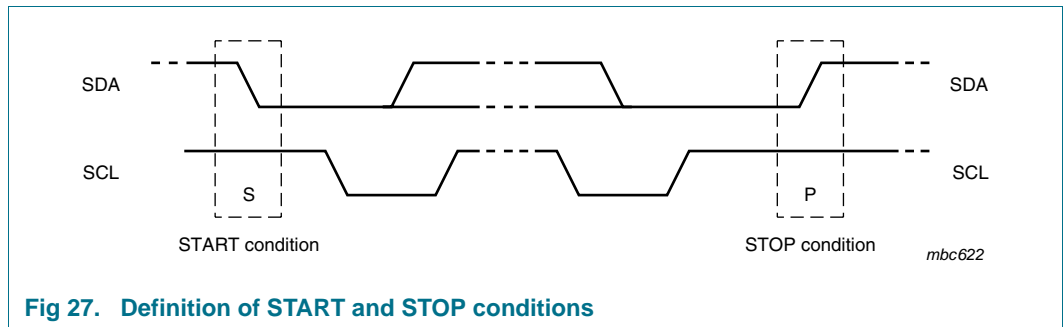 SDA
SDA
SCL
SCL
S
P
START condition
STOP condition
mbc622
Fig 27. Definition of START and STOP conditions